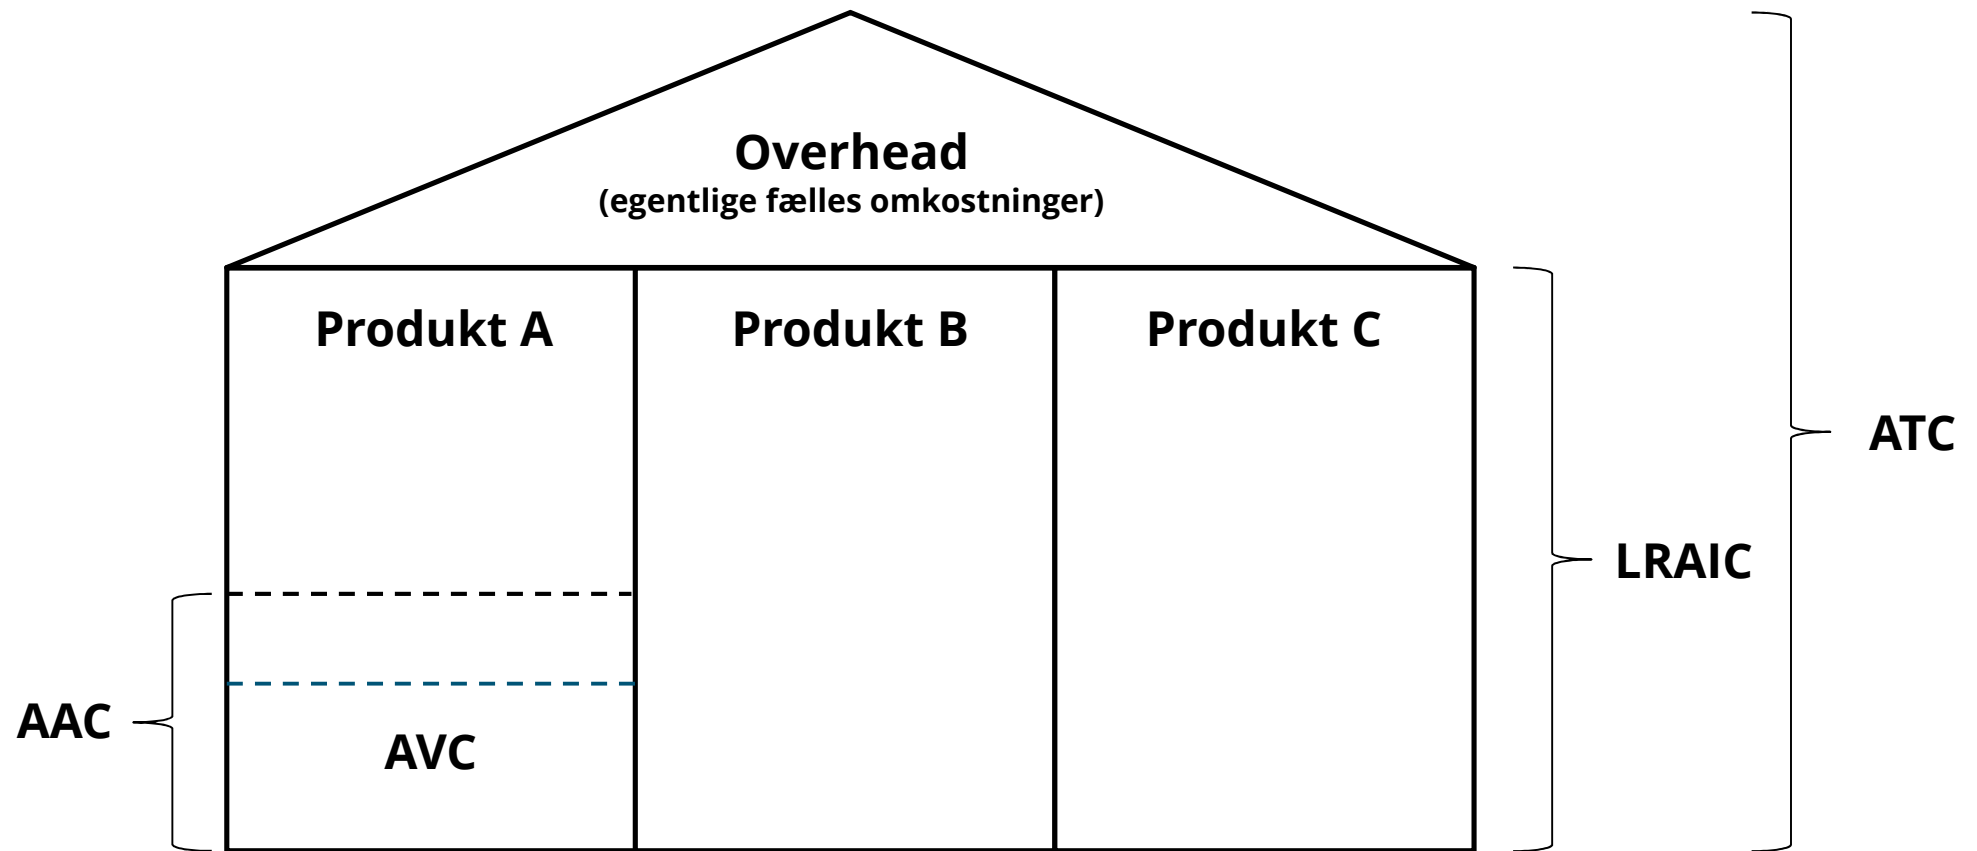 Overhead
(egentlige fælles omkostninger)
Produkt A
Produkt B
Produkt C
ATC
LRAIC
AAC
AVC